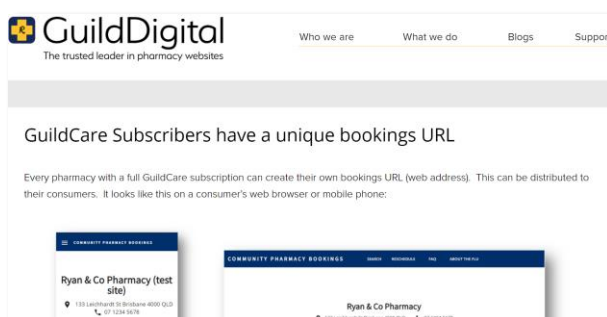 GuildDigital
The trusted leader in pharmacy websites
Who we are
What we do
Blogs
Suppor
GuildCare Subscribers have a unique bookings URL
Every pharmacy with a full GuildCare subscription can create their own bookings URL (web address). This can be distributed to
their consumers. It looks like this on a consumer's web browser or mobile phone:
COMMUNITY PHARMACY BOOKINGS
Ryan & Co Pharmacy (test
site)
133 Leichhardt St Brisbane 4000 QLD
07 1234 5678
COMMUNITY PHARMACY BOOKINGS
SEARCH
RESCHEDULE
FAQ
ABOUT THE FLU
Ryan & Co Pharmacy